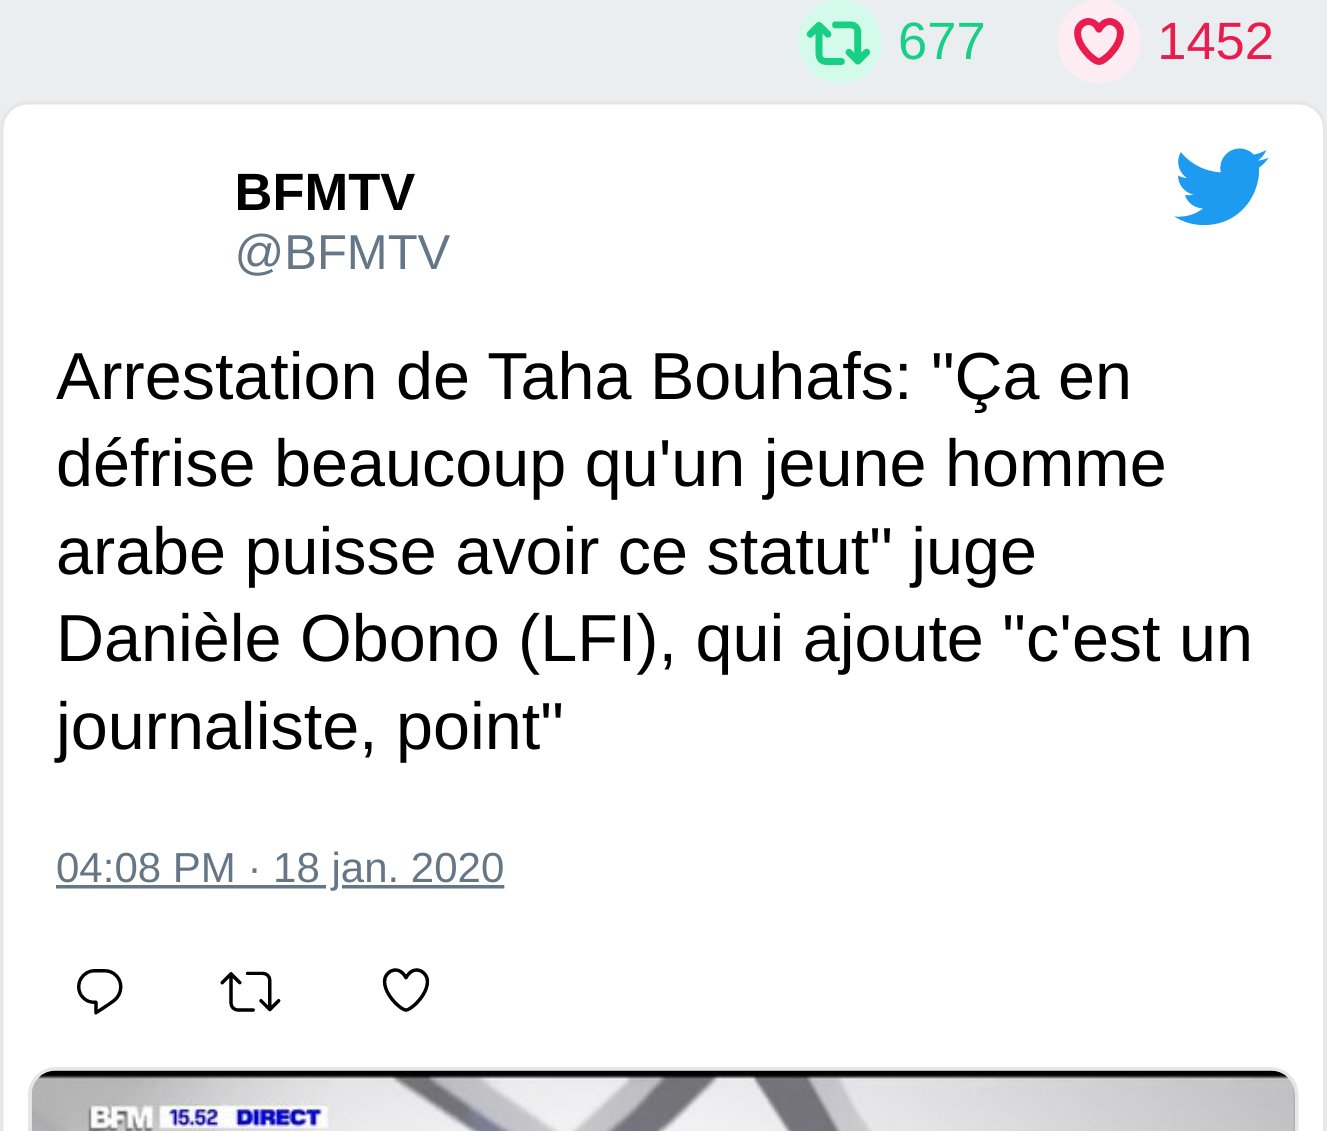 677 1452
BFMTV
@BFMTV
Arrestation de Taha Bouhafs: "Ça en
défrise beaucoup qu'un jeune homme
arabe puisse avoir ce statut" juge
Danièle Obono (LFI), qui ajoute "c'est un
journaliste, point"
04:08 PM · 18 jan. 2020
BFM 15.52 DIRECT